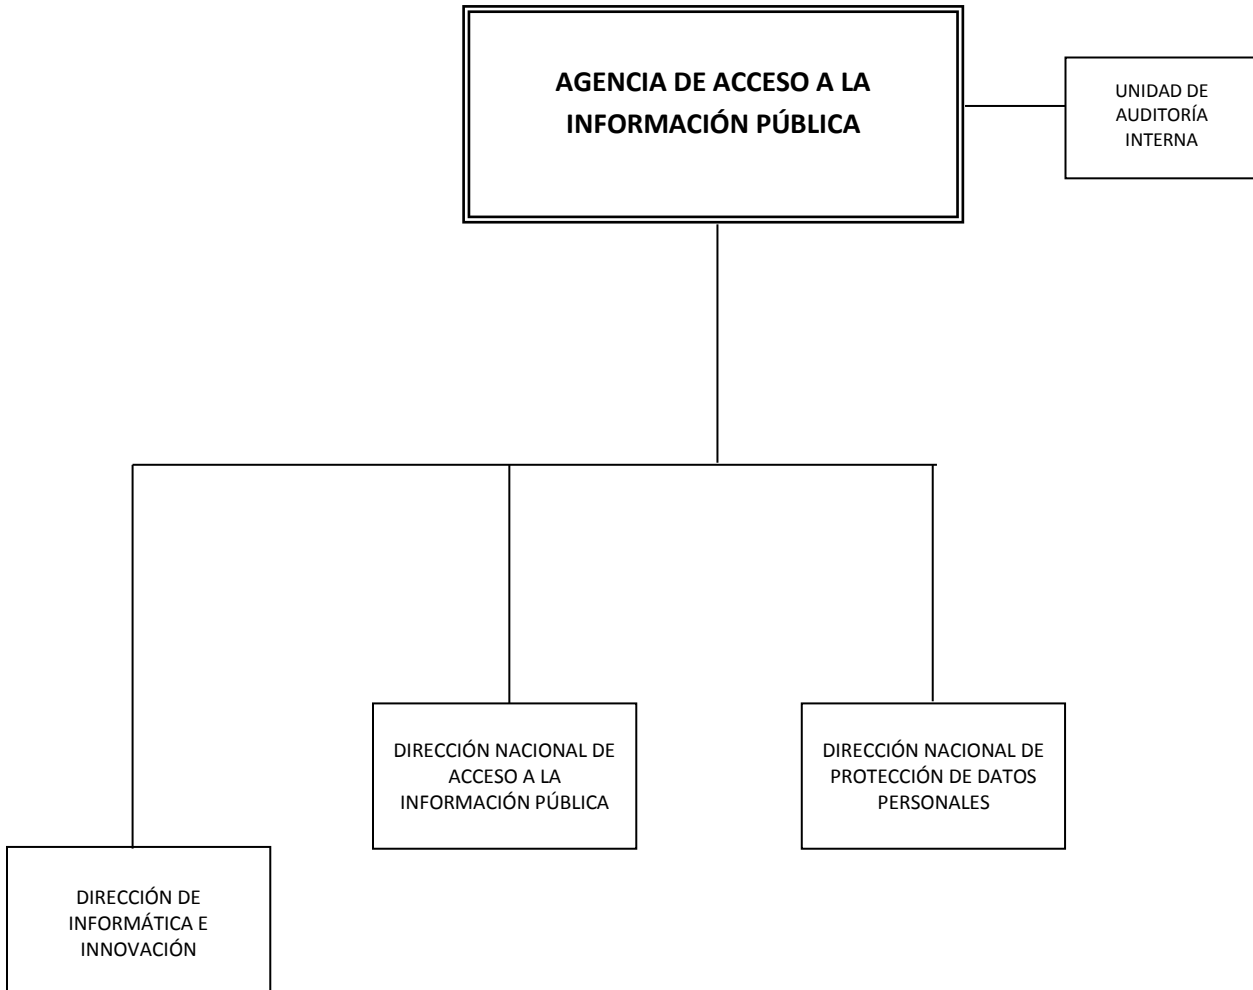 AGENCIA DE ACCESO A LA
INFORMACIÓN PÚBLICA
UNIDAD DE
AUDITORÍA
INTERNA
DIRECCIÓN NACIONAL DE
ACCESO A LA
INFORMACIÓN PÚBLICA
DIRECCIÓN NACIONAL DE
PROTECCIÓN DE DATOS
PERSONALES
DIRECCIÓN DE
INFORMÁTICA E
INNOVACIÓN